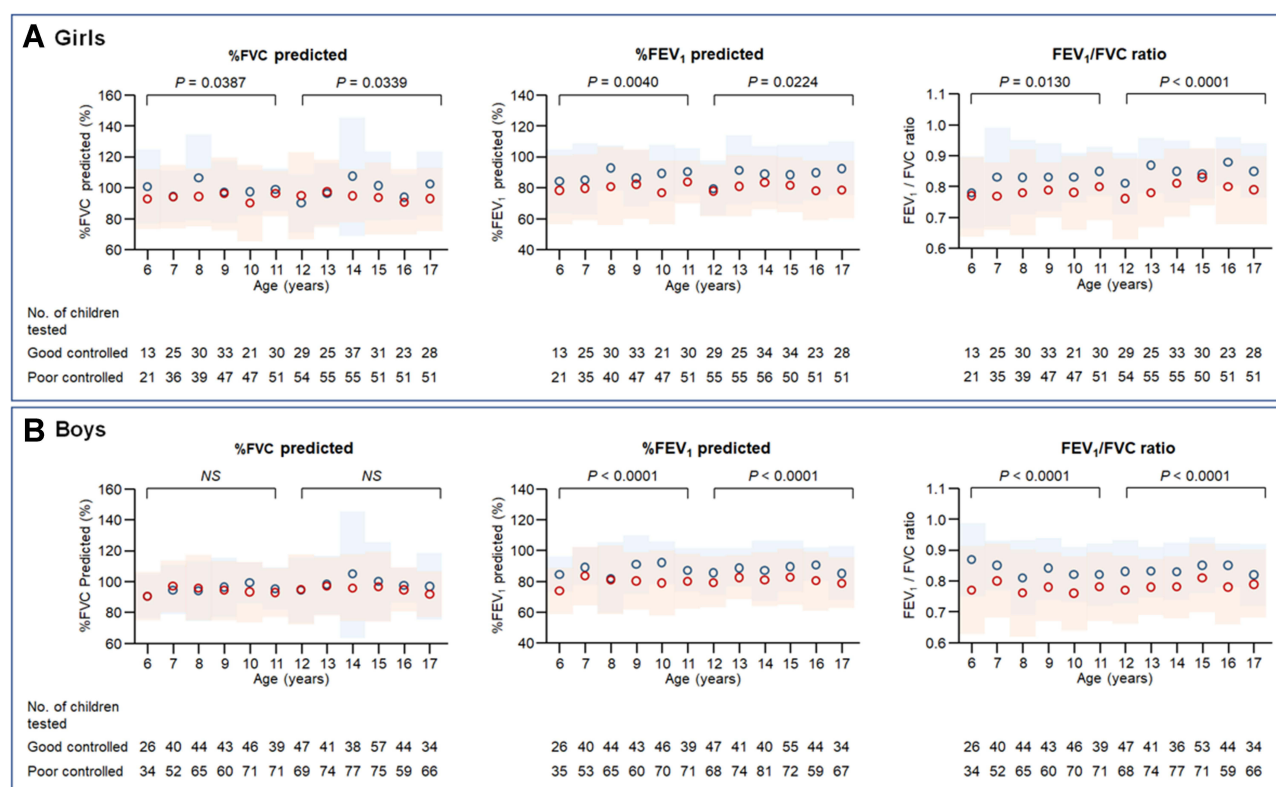 A Girls
%FVC predicted
P = 0.0387 P = 0.0339
%FVC predicted (%)
160
140
120
100
80
60
6 7 8 9 10 11 12 13 14 15 16 17
Age (years)
%FEV1 predicted
P = 0.0040 P = 0.0224
%FEV1 predicted (%)
140
120
100
80
60
40
6 7 8 9 10 11 12 13 14 15 16 17
Age (years)
FEV1/FVC ratio
P = 0.0130 P < 0.0001
FEV1 / FVC ratio
1.1
1.0
0.9
0.8
0.7
0.6
6 7 8 9 10 11 12 13 14 15 16 17
Age (years)
No. of children
tested
Good controlled 13 25 30 33 21 30 29 25 37 31 23 28 13 25 30 33 21 30 29 25 34 34 23 28 13 25 30 33 21 30 29 25 33 30 23 28
Poor controlled 21 36 39 47 47 51 54 55 55 51 51 51 21 35 40 47 47 51 55 55 56 50 51 51 21 35 39 47 47 51 54 55 55 50 51 51
B Boys
%FVC predicted
NS NS
%FVC Predicted (%)
160
140
120
100
80
60
6 7 8 9 10 11 12 13 14 15 16 17
Age (years)
%FEV1 predicted
P < 0.0001 P < 0.0001
%FEV1 predicted (%)
140
120
100
80
60
40
6 7 8 9 10 11 12 13 14 15 16 17
Age (years)
FEV1/FVC ratio
P < 0.0001 P < 0.0001
FEV1 / FVC ratio
1.1
1.0
0.9
0.8
0.7
0.6
6 7 8 9 10 11 12 13 14 15 16 17
Age (years)
No. of children
tested
Good controlled 26 40 44 43 46 39 47 41 38 57 44 34 26 40 44 43 46 39 47 41 40 55 44 34 26 40 44 43 46 39 47 41 36 53 44 34
Poor controlled 34 52 65 60 71 71 69 74 77 75 59 66 35 53 65 60 70 71 68 74 81 72 59 67 34 52 65 60 70 71 68 74 77 71 59 66